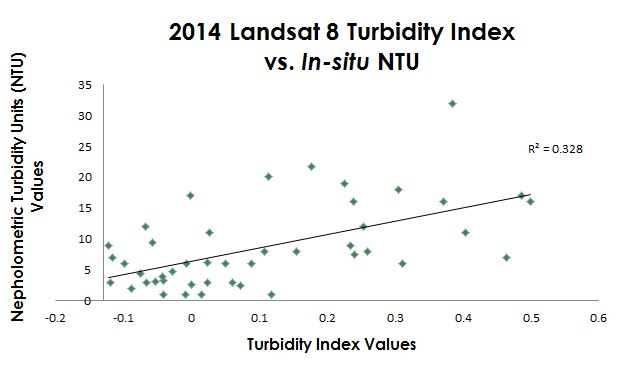 2014 Landsat 8 Turbidity Index
vs. In-situ NTU
Nepholometric Turbidity Units (NTU)
Values
35
30
25
20
15
10
5
0
R² = 0.328
-0.2 -0.1 0 0.1 0.2 0.3 0.4 0.5 0.6
Turbidity Index Values